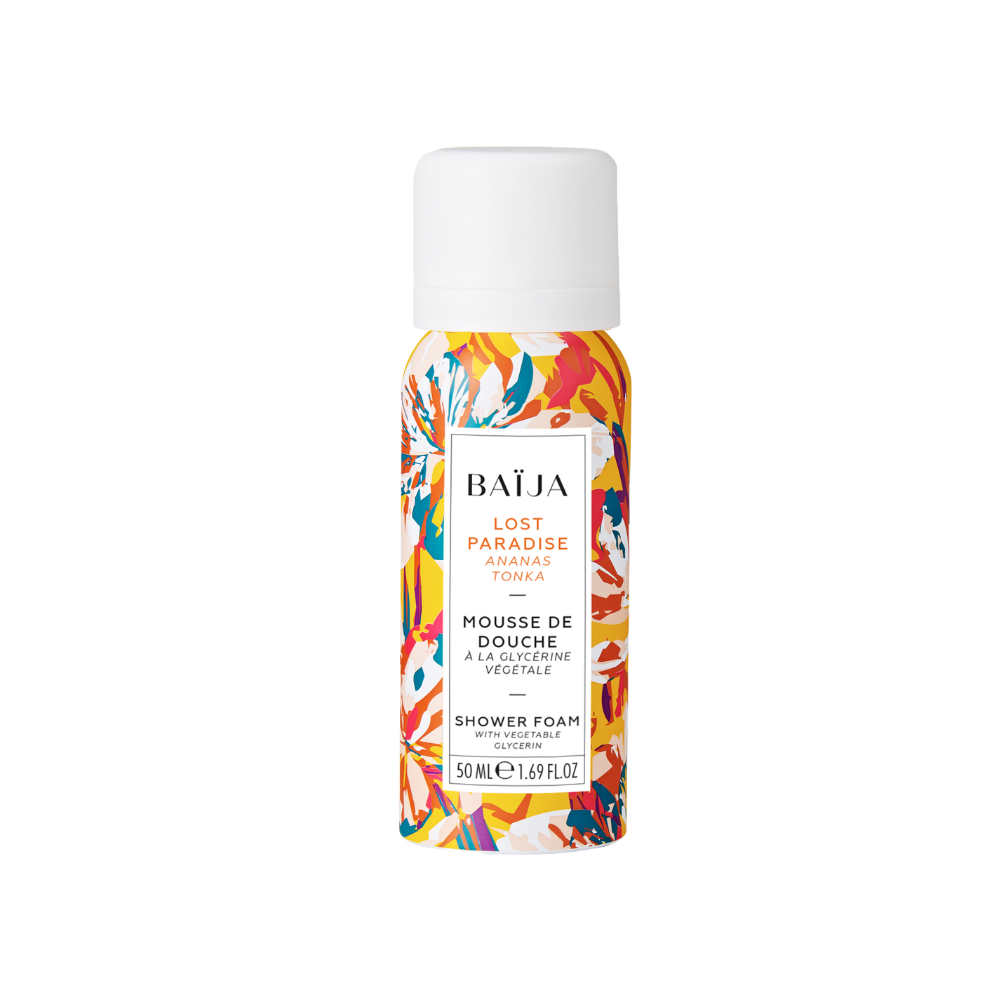 BAÏJA
LOST
PARADISE
ANANAS
TONKA
MOUSSE DE
DOUCHE
À LA GLYCÉRINE
VÉGÉTALE
SHOWER FOAM
WITH VEGETABLE
GLYCERIN
50 ML ℮ 1.69 FL.OZ